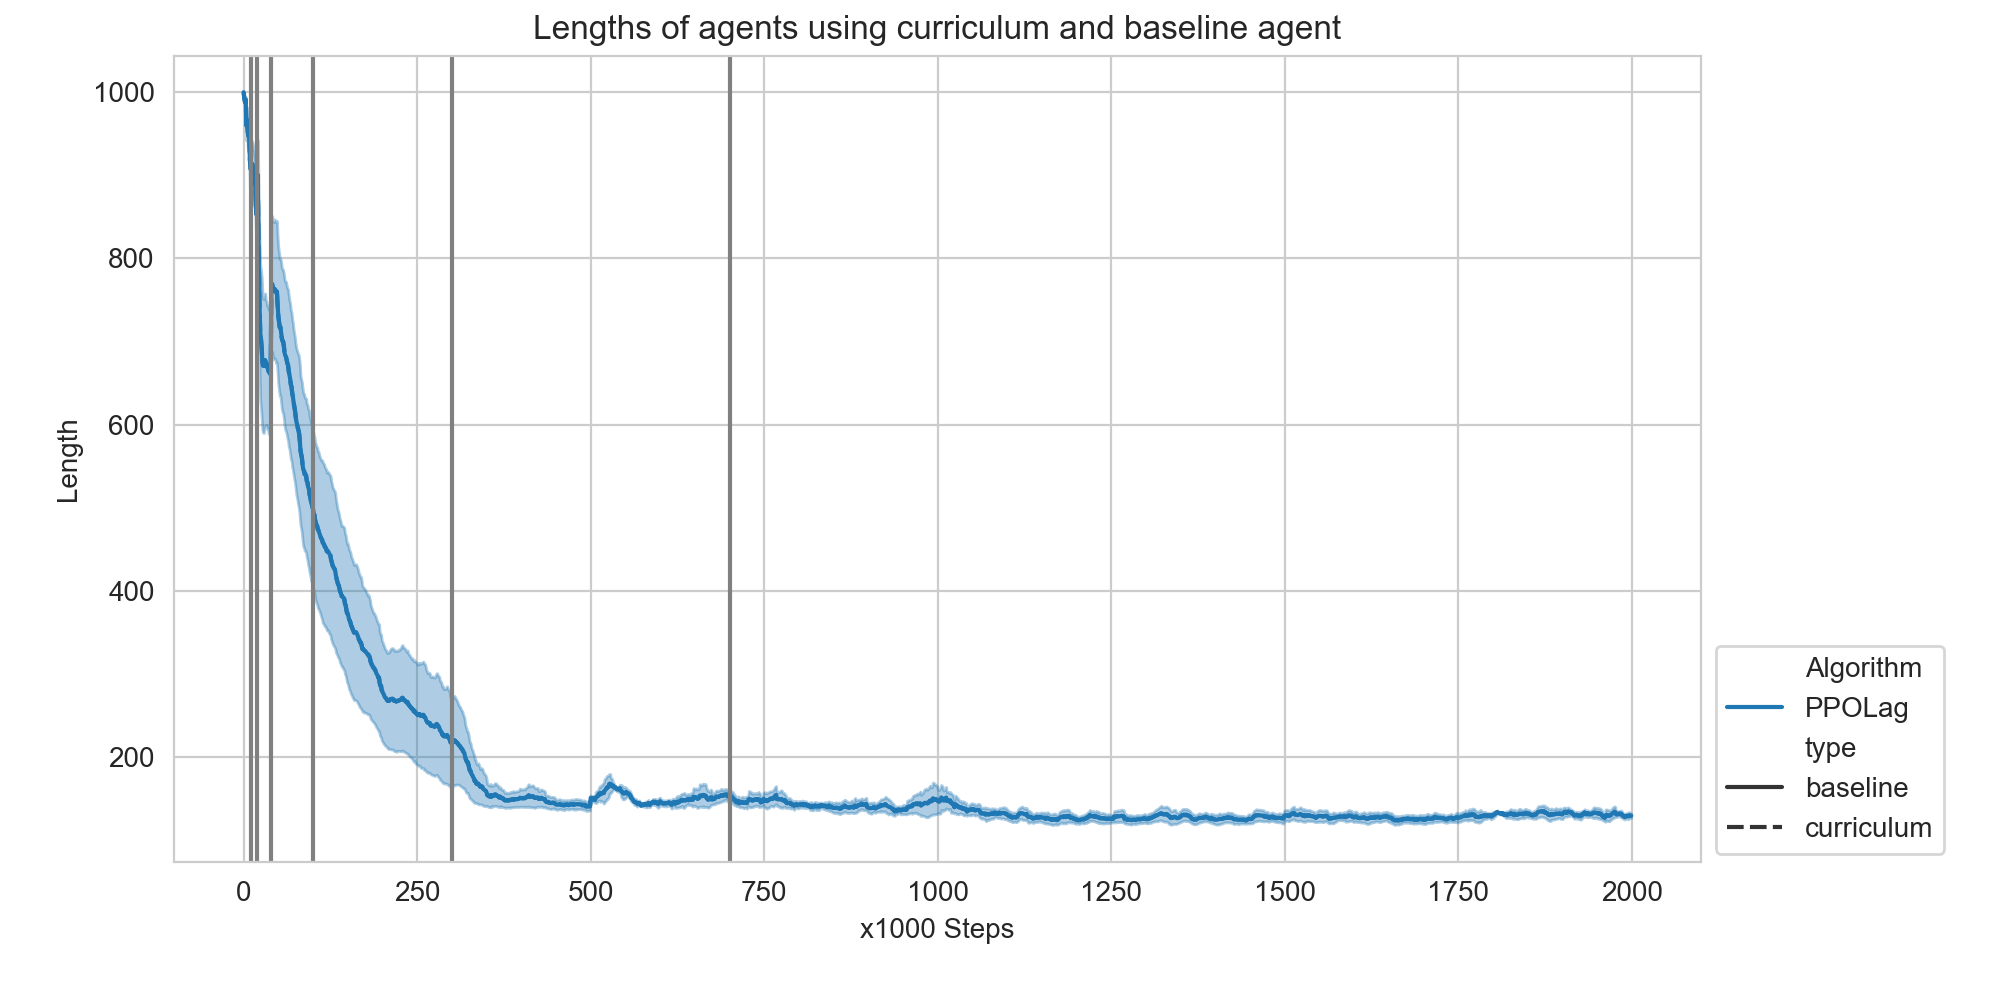 Lengths of agents using curriculum and baseline agent
1000
800
600
400
200
Length
0 250 500 750 1000 1250 1500 1750 2000
x1000 Steps
Algorithm
PPOLag
type
baseline
curriculum